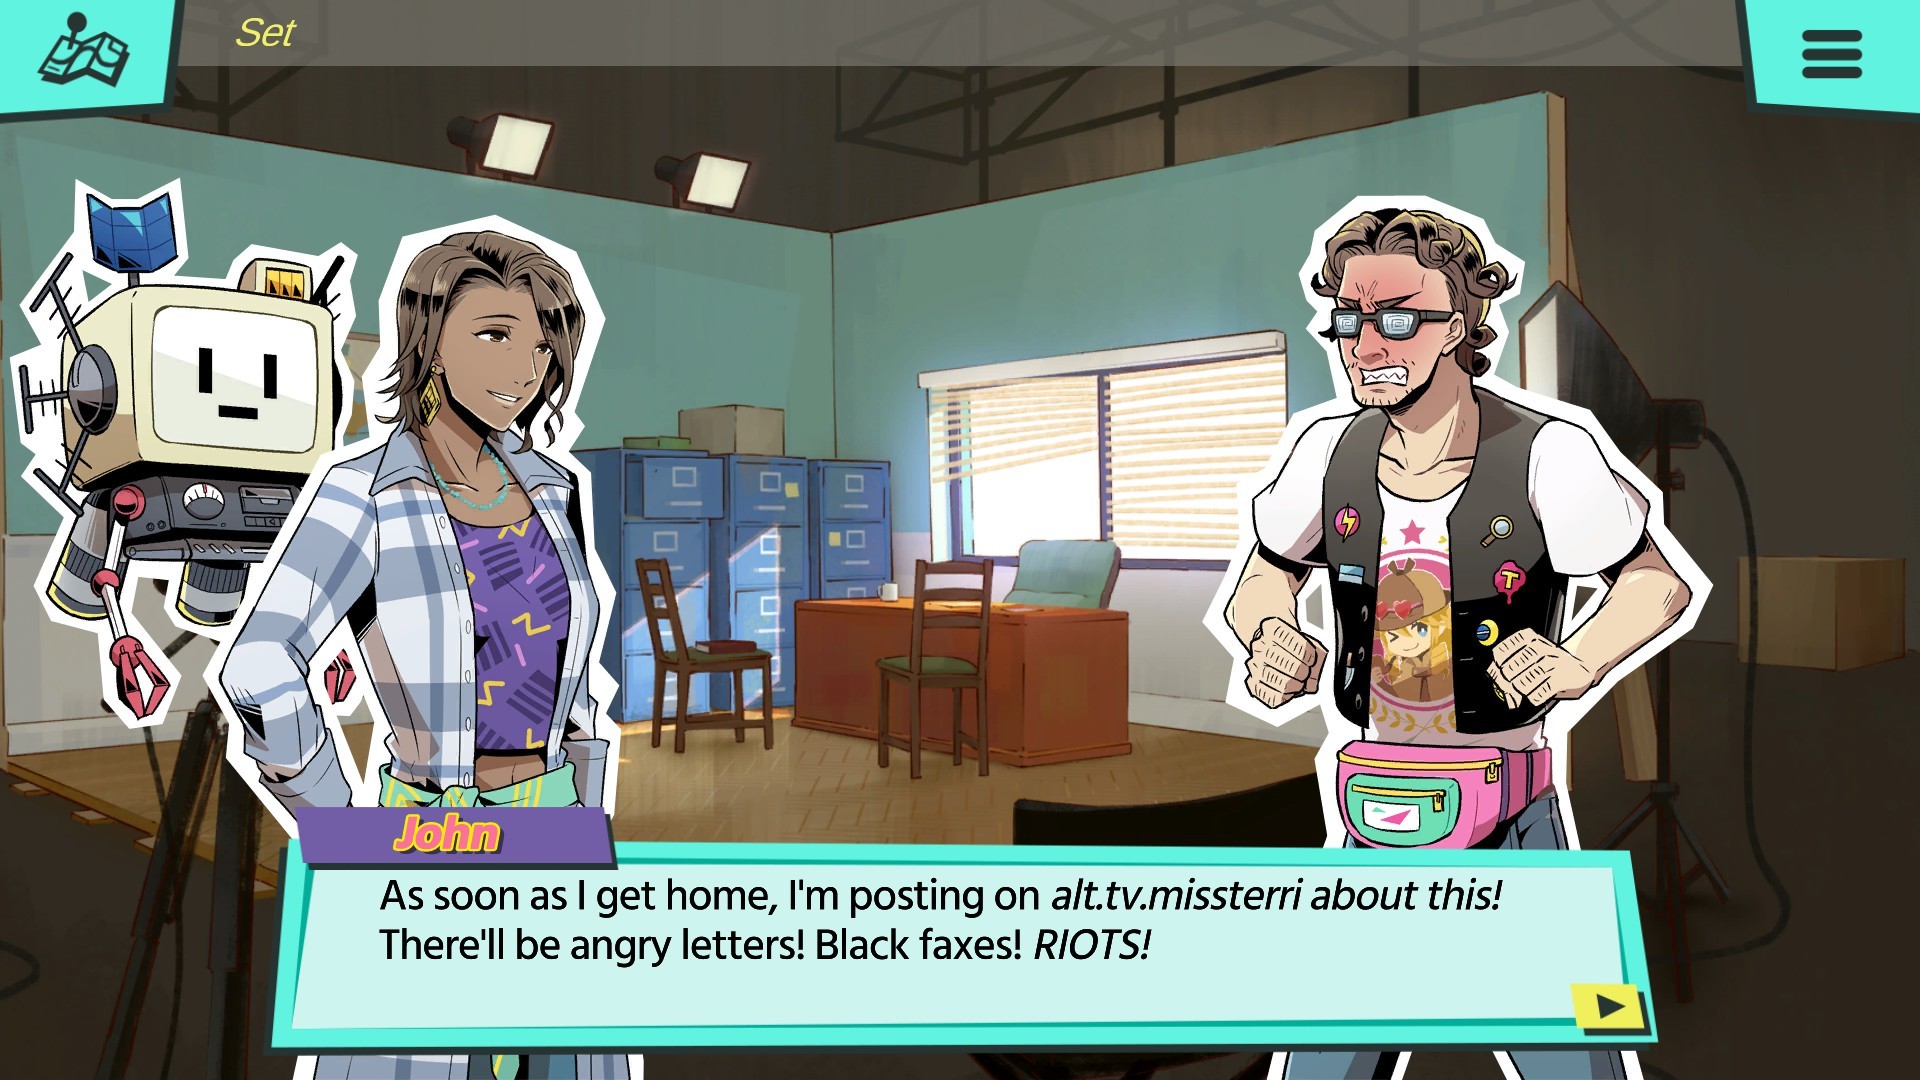 Set
T
John
As soon as I get home, I'm posting on alt.tv.missterri about this!
There'll be angry letters! Black faxes! RIOTS!